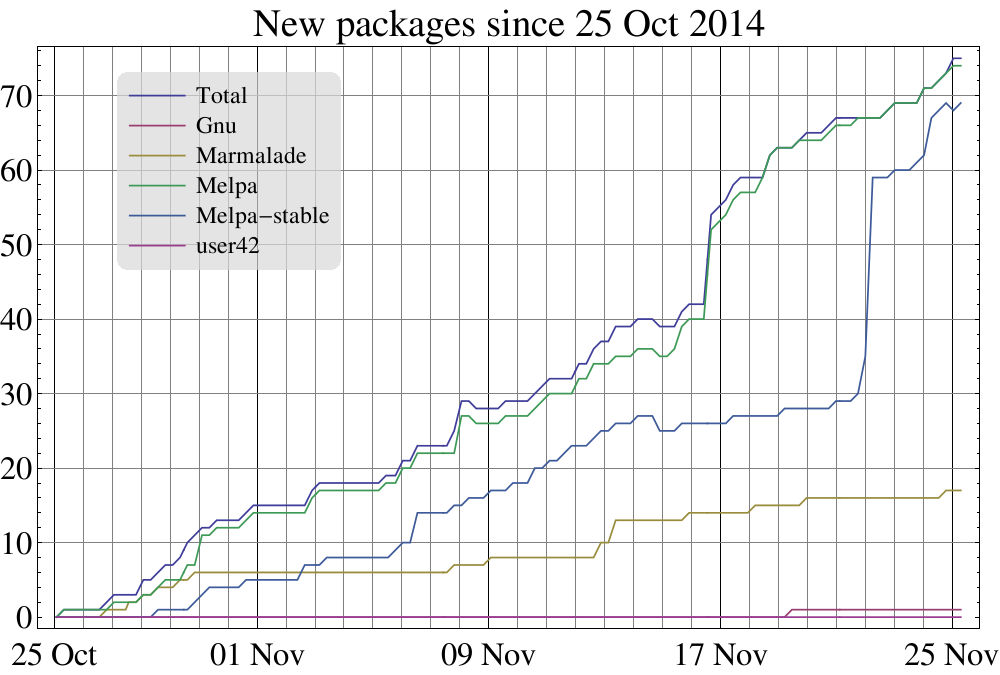 New packages since 25 Oct 2014
70
60
50
40
30
20
10
0
Total
Gnu
Marmalade
Melpa
Melpa−stable
user42
25 Oct 01 Nov 09 Nov 17 Nov 25 Nov